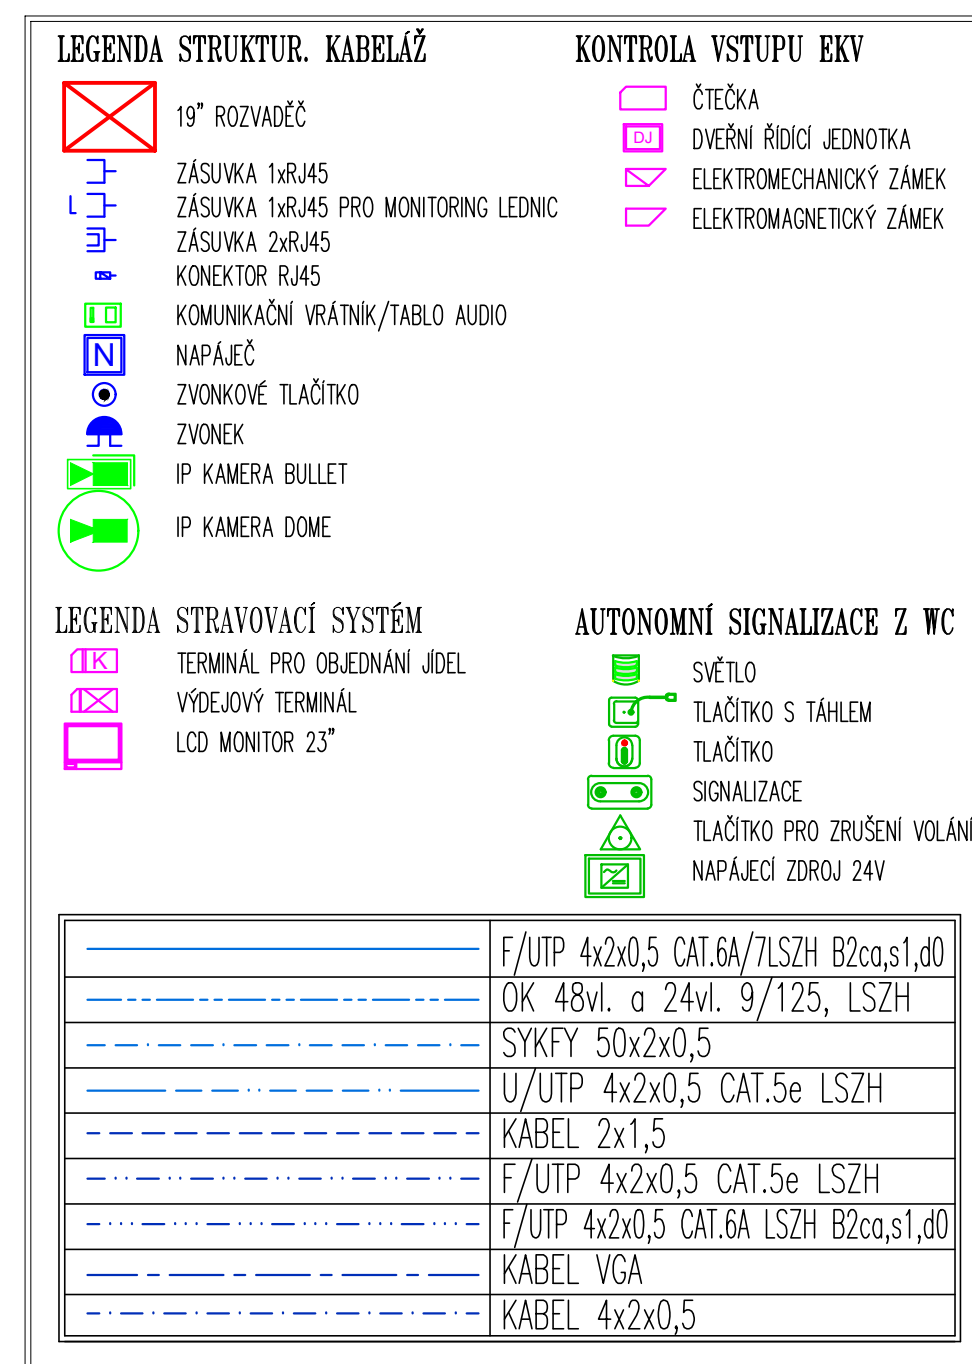 LEGENDA STRUKTUR. KABELÁŽ
19" ROZVADĚČ
ZÁSUVKA 1xRJ45
L
ZÁSUVKA 1xRJ45 PRO MONITORING LEDNIC
ZÁSUVKA 2xRJ45
KONEKTOR RJ45
KOMUNIKAČNÍ VRÁTNÍK/TABLO AUDIO
N
NAPÁJEČ
ZVONKOVÉ TLAČÍTKO
ZVONEK
IP KAMERA BULLET
IP KAMERA DOME
KONTROLA VSTUPU EKV
ČTEČKA
DJ
DVEŘNÍ ŘÍDÍCÍ JEDNOTKA
ELEKTROMECHANICKÝ ZÁMEK
ELEKTROMAGNETICKÝ ZÁMEK
LEGENDA STRAVOVACÍ SYSTÉM
K
TERMINÁL PRO OBJEDNÁNÍ JÍDEL
VÝDEJOVÝ TERMINÁL
LCD MONITOR 23"
AUTONOMNÍ SIGNALIZACE Z WC
SVĚTLO
TLAČÍTKO S TÁHLEM
TLAČÍTKO
SIGNALIZACE
TLAČÍTKO PRO ZRUŠENÍ VOLÁNÍ
NAPÁJECÍ ZDROJ 24V
F/UTP 4x2x0,5 CAT.6A/7LSZH B2ca,s1,d0
OK 48vl. a 24vl. 9/125, LSZH
SYKFY 50x2x0,5
U/UTP 4x2x0,5 CAT.5e LSZH
KABEL 2x1,5
F/UTP 4x2x0,5 CAT.5e LSZH
F/UTP 4x2x0,5 CAT.6A LSZH B2ca,s1,d0
KABEL VGA
KABEL 4x2x0,5